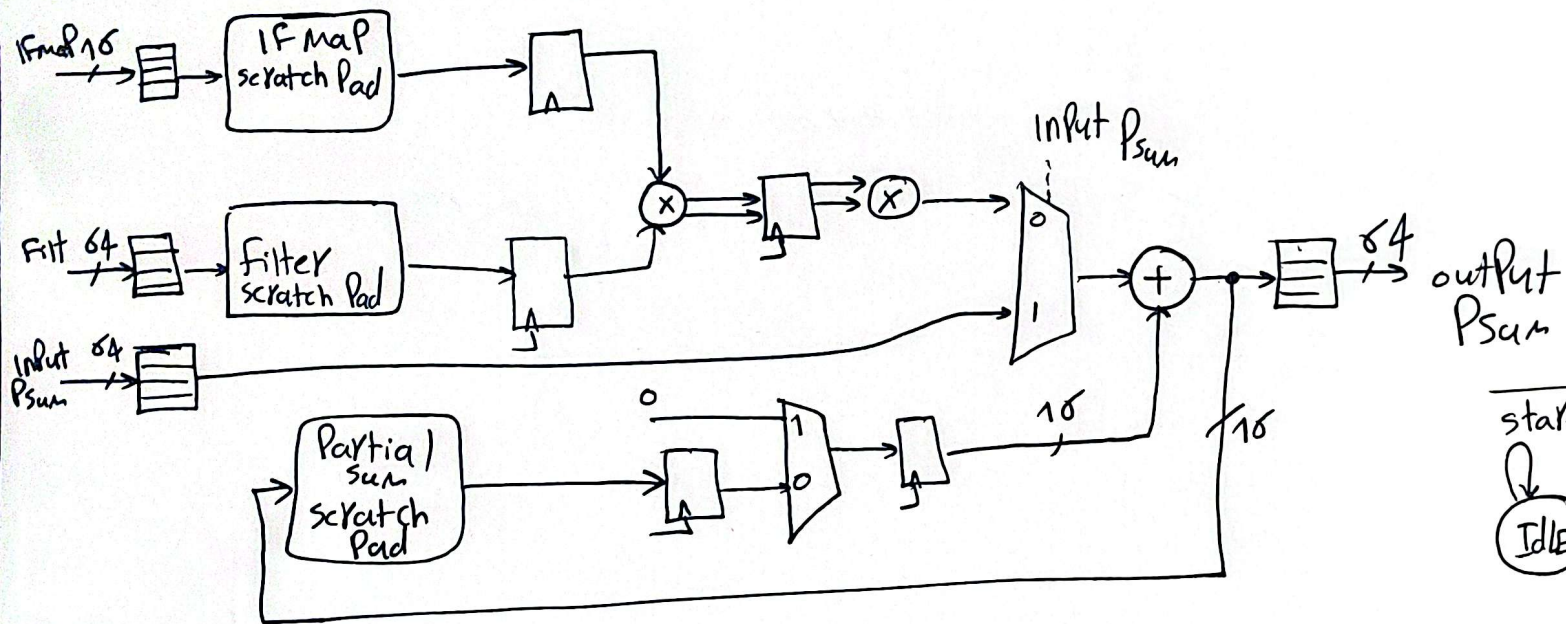 IFmaP 16
IF MaP
scratch Pad
Filt 64
Filter
scratch Pad
InPut 64
Psum
Partial
sum
scratch
Pad
x
x
InPut Psum
0
1
+
64
outPut
Psum
0
1
0
16
16
star
IdLE